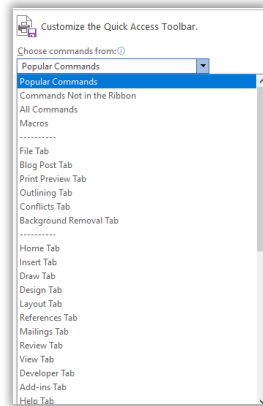 Customize the Quick Access Toolbar.
Choose commands from:
Popular Commands
Popular Commands
Commands Not in the Ribbon
All Commands
Macros
----------
File Tab
Blog Post Tab
Print Preview Tab
Outlining Tab
Conflicts Tab
Background Removal Tab
----------
Home Tab
Insert Tab
Draw Tab
Design Tab
Layout Tab
References Tab
Mailings Tab
Review Tab
View Tab
Developer Tab
Add-ins Tab
Help Tab